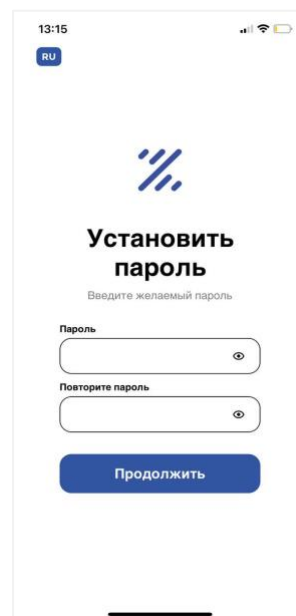 13:15
RU
Установить
пароль
Введите желаемый пароль
Пароль
Повторите пароль
Продолжить